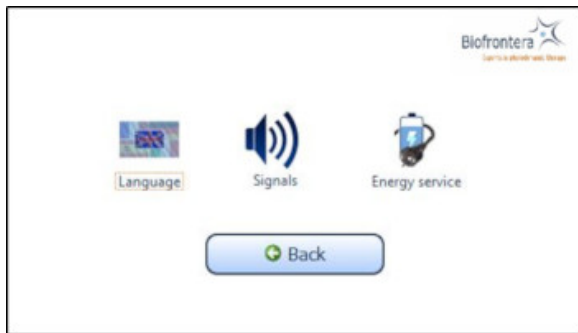 Biofrontera
Language
Signals
Energy service
Back